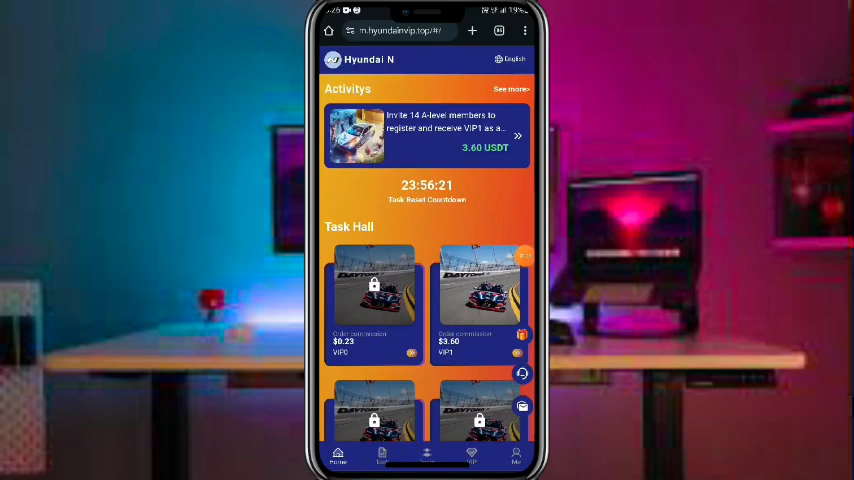 19%
m.hyundainvip.top/#/
Hyundai N
English
Activitys
See more>
Invite 14 A-level members to
register and receive VIP1 as a...
3.60 USDT
23:56:21
Task Reset Countdown
Task Hall
Order commission
$0.23
VIP0
Order commission
$3.60
VIP1
Home
VIP
Me